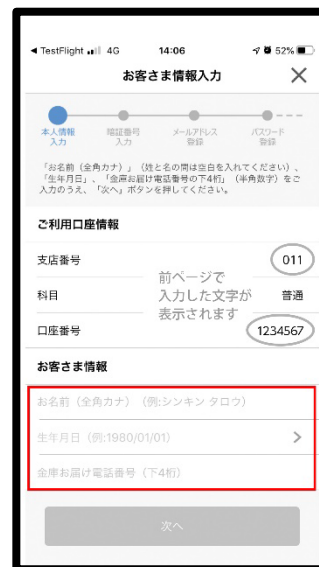 TestFlight 4G 14:06 52%
お客さま情報入力
本人情報 暗証番号 メールアドレス パスワード
入力 入力 登録 登録
「お名前（全角カナ）」（姓と名の間は空白を入れてください）、
「生年月日」、「金庫お届け電話番号の下4桁」（半角数字）をご
入力のうえ、「次へ」ボタンを押してください。
ご利用口座情報
支店番号 011
前ページで
科目 入力した文字が 普通
表示されます
口座番号 1234567
お客さま情報
お名前（全角カナ）（例:シンキン タロウ）
生年月日（例:1980/01/01）
金庫お届け電話番号（下4桁）
次へ